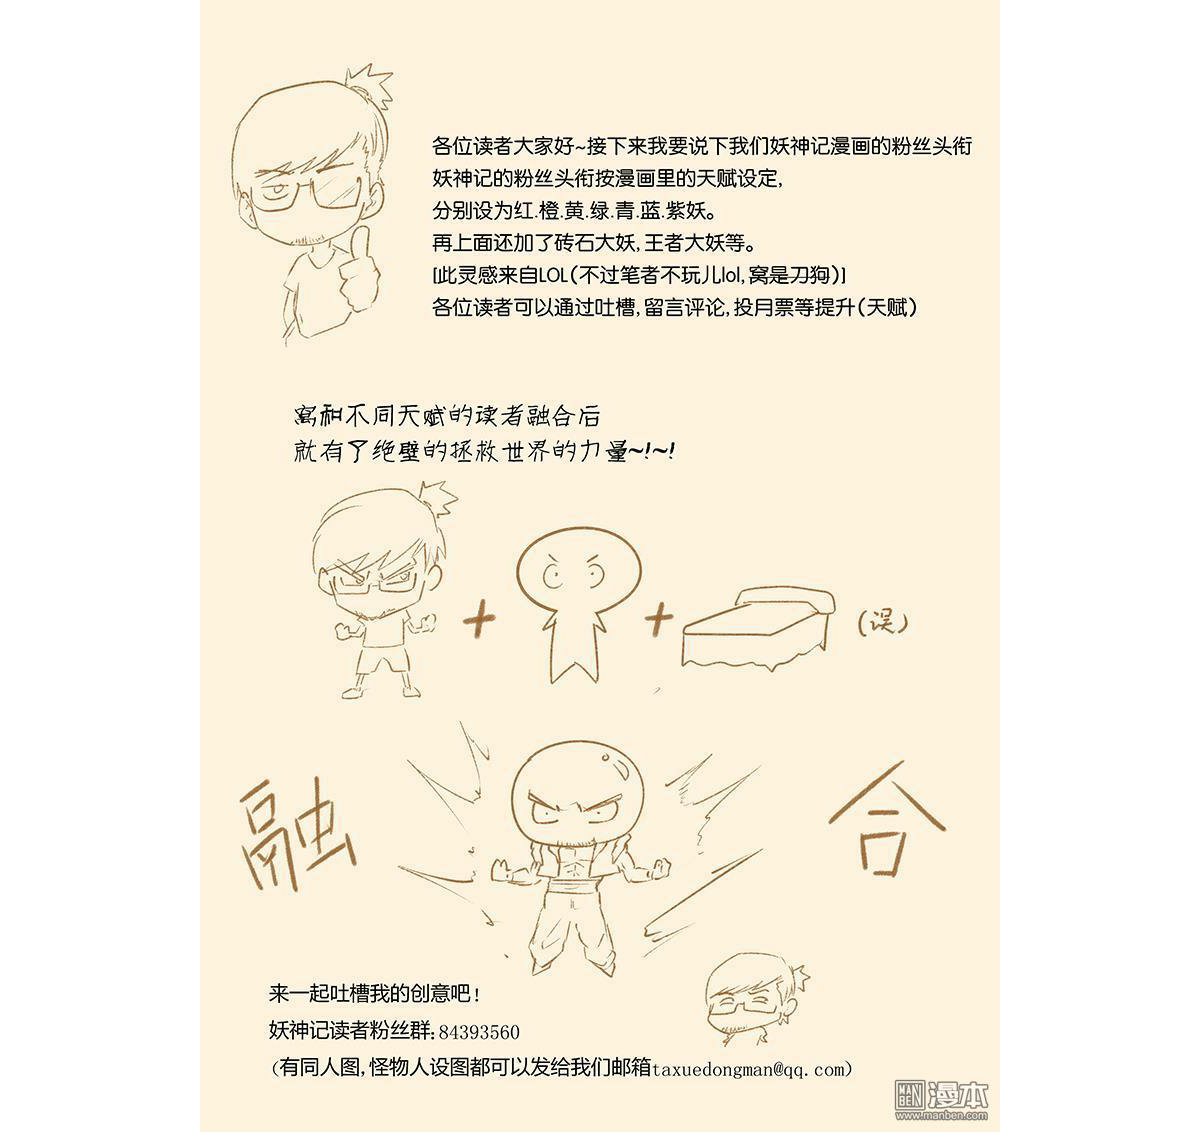 各位读者大家好~接下来我要说下我们妖神记漫画的粉丝头衔
妖神记的粉丝头衔按漫画里的天赋设定,
分别设为红.橙.黄.绿.青.蓝.紫妖。
再上面还加了砖石大妖,王者大妖等。
[此灵感来自LOL(不过笔者不玩儿lol,窝是刀狗)]
各位读者可以通过吐槽,留言评论,投月票等提升(天赋)
窝和不同天赋的读者融合后
就有了绝壁的拯救世界的力量~!~!
+
+
(误)
融
合
来一起吐槽我的创意吧!
妖神记读者粉丝群:84393560
(有同人图,怪物人设图都可以发给我们邮箱taxuedongman@qq.com)
MAN
BEN
漫本
www.manben.com